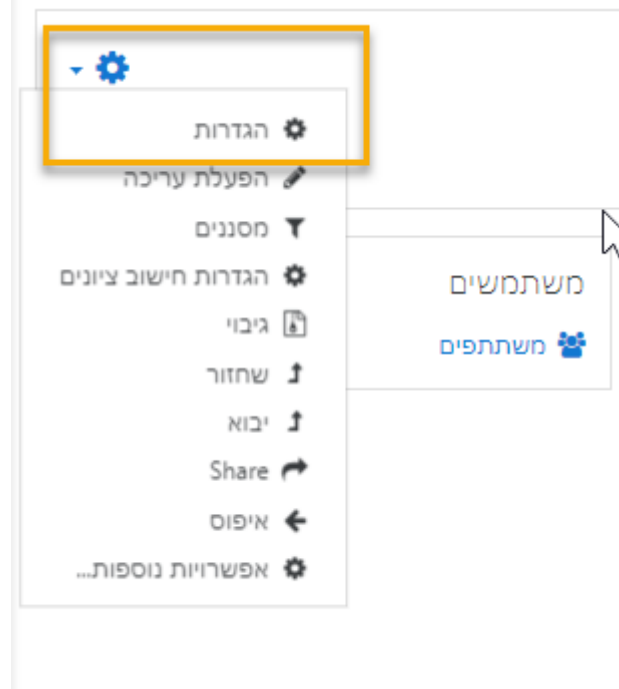 הגדרות
הפעלת עריכה
מסננים
הגדרות חישוב ציונים
גיבוי
שחזור
יבוא
Share
איפוס
אפשרויות נוספות...
משתמשים
משתתפים